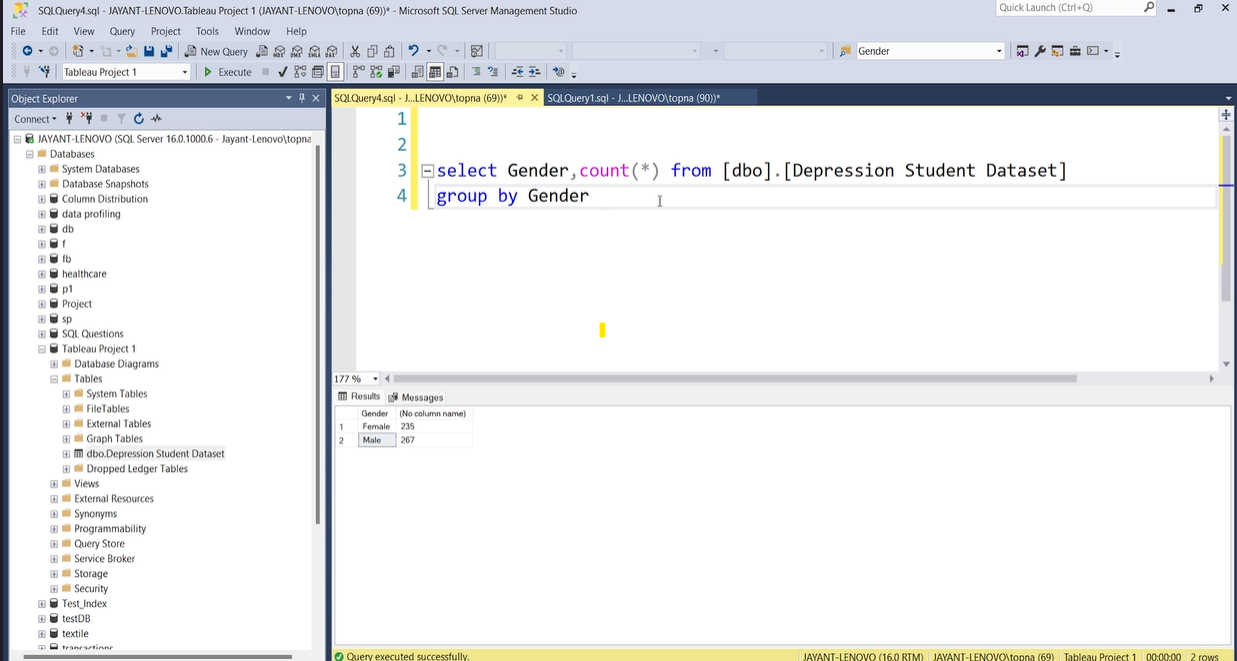 SQLQuery4.sql - JAYANT-LENOVO.Tableau Project 1 (JAYANT-LENOVO\topna (69))* - Microsoft SQL Server Management Studio
Quick Launch (Ctrl+Q)
File Edit View Query Project Tools Window Help
New Query
Gender
Tableau Project 1
Execute
Object Explorer
SQLQuery4.sql - J...LENOVO\topna (69))*
SQLQuery1.sql - J...LENOVO\topna (90))*
Connect
JAYANT-LENOVO (SQL Server 16.0.1000.6 - Jayant-Lenovo\topna
Databases
System Databases
Database Snapshots
Column Distribution
data profiling
db
f
fb
healthcare
p1
Project
sp
SQL Questions
Tableau Project 1
Database Diagrams
Tables
System Tables
FileTables
External Tables
Graph Tables
dbo.Depression Student Dataset
Dropped Ledger Tables
Views
External Resources
Synonyms
Programmability
Query Store
Service Broker
Storage
Security
Test_Index
testDB
textile
transactions
1
2
3 select Gender,count(*) from [dbo].[Depression Student Dataset]
4 group by Gender
177 %
Results Messages
Gender (No column name)
1 Female 235
2 Male 267
Query executed successfully.
JAYANT-LENOVO (16.0 RTM) JAYANT-LENOVO\topna (69) Tableau Project 1 00:00:00 2 rows